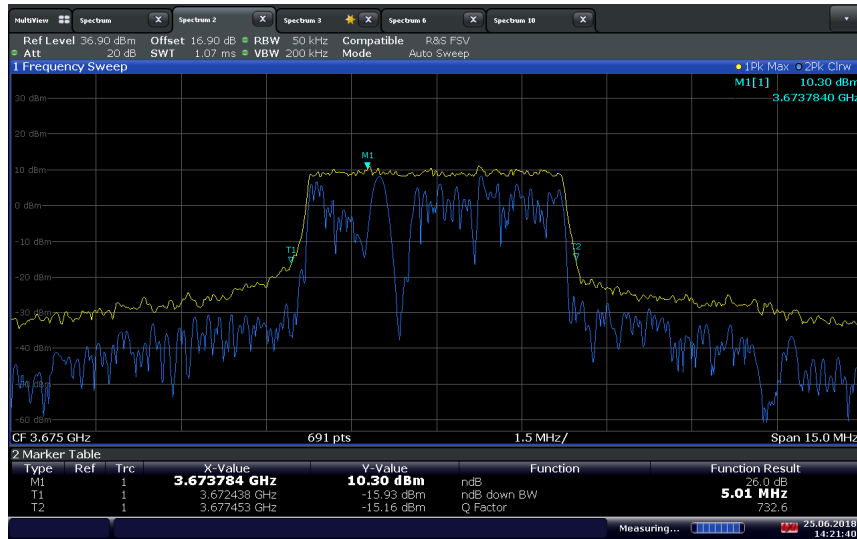 MultiView Spectrum X Spectrum 2 X Spectrum 3 X Spectrum 6 X Spectrum 10 X
Ref Level 36.90 dBm Offset 16.90 dB RBW 50 kHz Compatible R&S FSV
Att 20 dB SWT 1.07 ms VBW 200 kHz Mode Auto Sweep
1 Frequency Sweep 1Pk Max 2Pk Clrw
M1[1] 10.30 dBm
3.6737840 GHz
30 dBm
20 dBm
M1
10 dBm
0 dBm
-10 dBm
T1 T2
-20 dBm
-30 dBm
-40 dBm
-50 dBm
-60 dBm
CF 3.675 GHz 691 pts 1.5 MHz/ Span 15.0 MHz
2 Marker Table
Type Ref Trc X-Value Y-Value Function Function Result
M1 1 3.673784 GHz 10.30 dBm ndB 26.0 dB
T1 1 3.672438 GHz -15.93 dBm ndB down BW 5.01 MHz
T2 1 3.677453 GHz -15.16 dBm Q Factor 732.6
Measuring... 25.06.2018
14:21:40